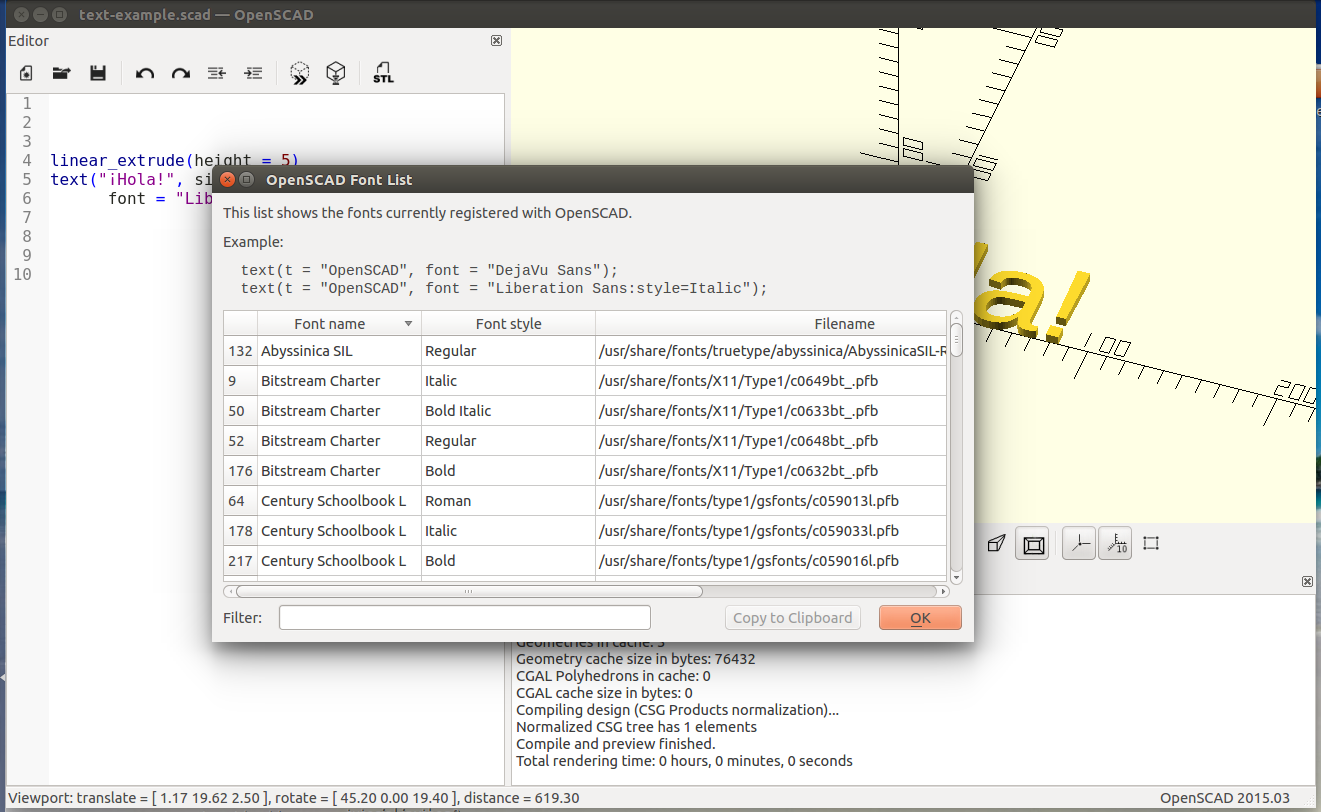 text-example.scad — OpenSCAD
Editor
STL
1
2
3
4 linear_extrude(height = 5)
5 text("¡Hola!", si
6 font = "Lib
7
8
9
10
OpenSCAD Font List
This list shows the fonts currently registered with OpenSCAD.
Example:
text(t = "OpenSCAD", font = "DejaVu Sans");
text(t = "OpenSCAD", font = "Liberation Sans:style=Italic");
Font name Font style Filename
132 Abyssinica SIL Regular /usr/share/fonts/truetype/abyssinica/AbyssinicaSIL-R
9 Bitstream Charter Italic /usr/share/fonts/X11/Type1/c0649bt_.pfb
50 Bitstream Charter Bold Italic /usr/share/fonts/X11/Type1/c0633bt_.pfb
52 Bitstream Charter Regular /usr/share/fonts/X11/Type1/c0648bt_.pfb
176 Bitstream Charter Bold /usr/share/fonts/X11/Type1/c0632bt_.pfb
64 Century Schoolbook L Roman /usr/share/fonts/type1/gsfonts/c059013l.pfb
178 Century Schoolbook L Italic /usr/share/fonts/type1/gsfonts/c059033l.pfb
217 Century Schoolbook L Bold /usr/share/fonts/type1/gsfonts/c059016l.pfb
Filter: Copy to Clipboard OK
la!
100
200
10
Geometries in cache: 3
Geometry cache size in bytes: 76432
CGAL Polyhedrons in cache: 0
CGAL cache size in bytes: 0
Compiling design (CSG Products normalization)...
Normalized CSG tree has 1 elements
Compile and preview finished.
Total rendering time: 0 hours, 0 minutes, 0 seconds
Viewport: translate = [ 1.17 19.62 2.50 ], rotate = [ 45.20 0.00 19.40 ], distance = 619.30
OpenSCAD 2015.03